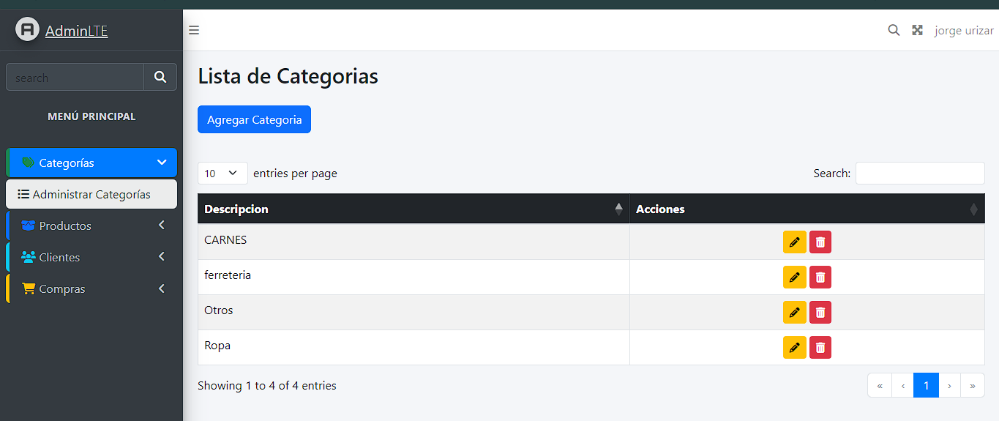 AdminLTE
jorge urizar
search
MENÚ PRINCIPAL
Categorías
Administrar Categorías
Productos
Clientes
Compras
Lista de Categorias
Agregar Categoria
10 entries per page
Search:
Descripcion Acciones
CARNES
ferreteria
Otros
Ropa
Showing 1 to 4 of 4 entries
« ‹ 1 › »